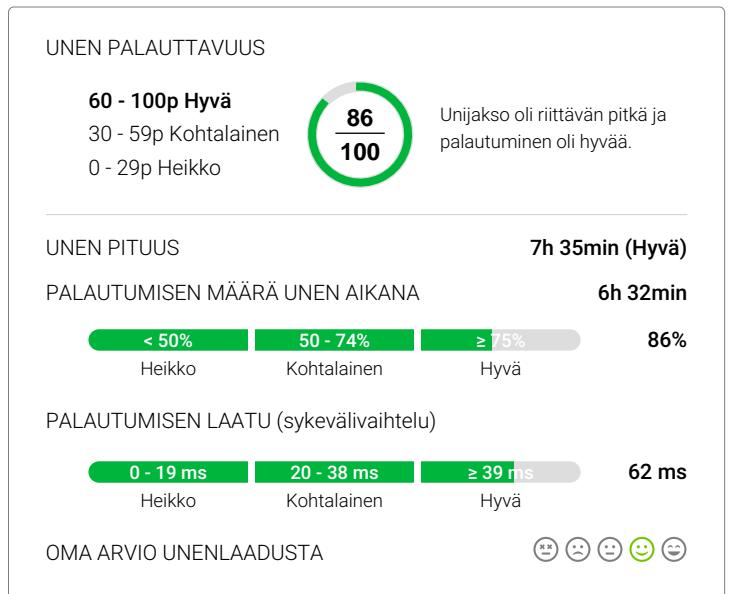 UNEN PALAUTTAVUUS
60 - 100p Hyvä
30 - 59p Kohtalainen
0 - 29p Heikko
86
100
Unijakso oli riittävän pitkä ja
palautuminen oli hyvää.
UNEN PITUUS 7h 35min (Hyvä)
PALAUTUMISEN MÄÄRÄ UNEN AIKANA 6h 32min
< 50% 50 - 74% ≥ 75% 86%
Heikko Kohtalainen Hyvä
PALAUTUMISEN LAATU (sykevälivaihtelu)
0 - 19 ms 20 - 38 ms ≥ 39 ms 62 ms
Heikko Kohtalainen Hyvä
OMA ARVIO UNENLAADUSTA